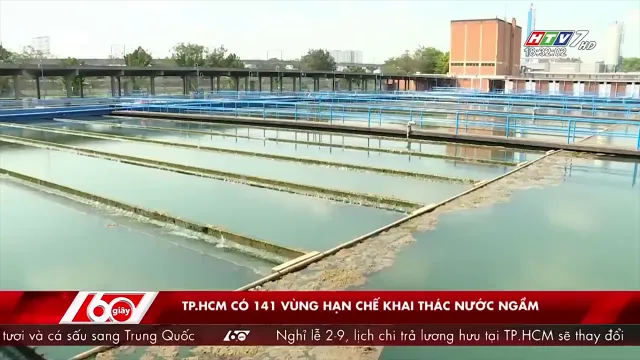 HTV7 HD
60 giây
TP.HCM CÓ 141 VÙNG HẠN CHẾ KHAI THÁC NƯỚC NGẦM
tươi và cá sấu sang Trung Quốc 60 Nghỉ lễ 2-9, lịch chi trả lương hưu tại TP.HCM sẽ thay đổi